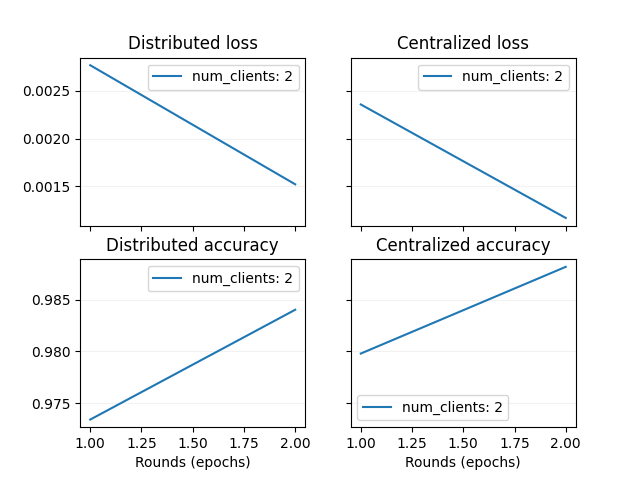 Distributed loss
Centralized loss
num_clients: 2
num_clients: 2
0.0025
0.0020
0.0015
Distributed accuracy
Centralized accuracy
num_clients: 2
0.985
0.980
0.975
num_clients: 2
1.00 1.25 1.50 1.75 2.00
1.00 1.25 1.50 1.75 2.00
Rounds (epochs)
Rounds (epochs)